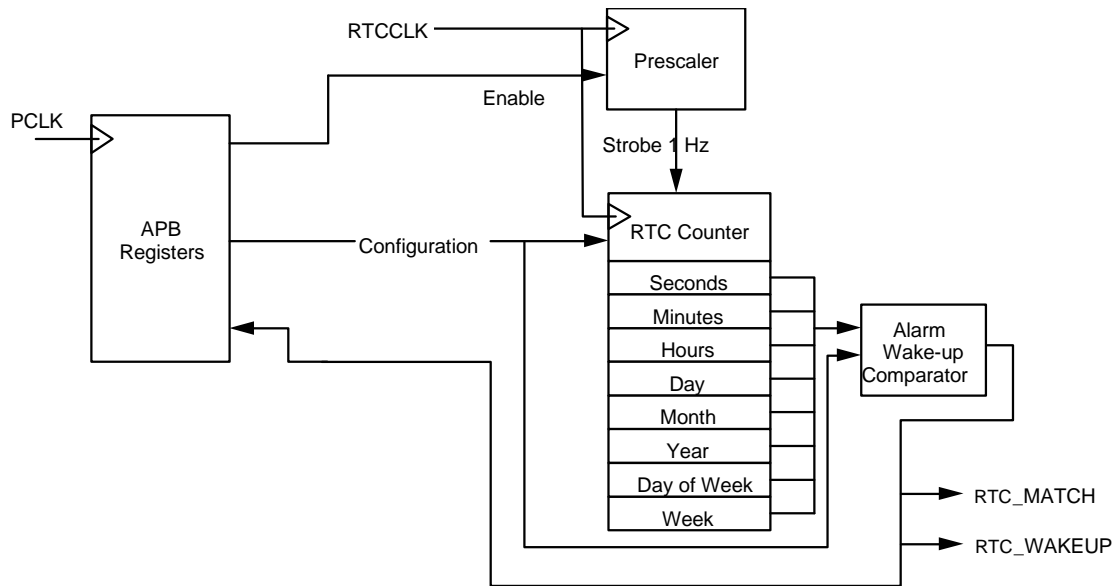 RTCCLK
Prescaler
Enable
PCLK
Strobe 1 Hz
APB
Registers
Configuration
RTC Counter
Seconds
Minutes
Hours
Day
Month
Year
Day of Week
Week
Alarm
Wake-up
Comparator
RTC_MATCH
RTC_WAKEUP